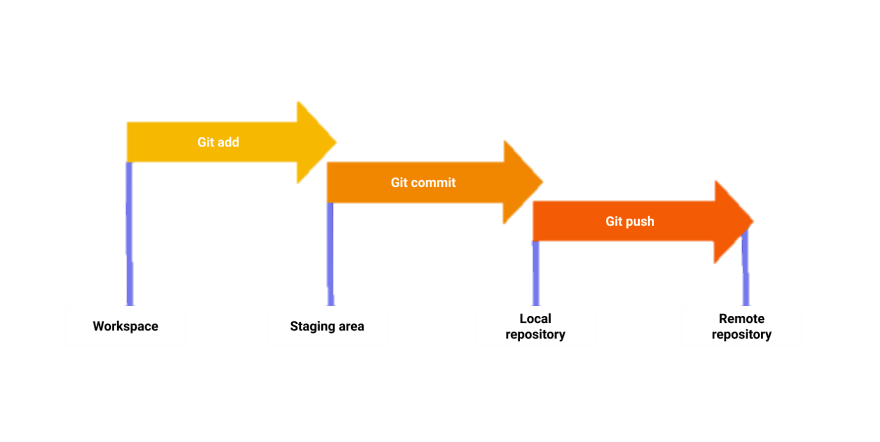 Git add
Git commit
Git push
Workspace
Staging area
Local
repository
Remote
repository